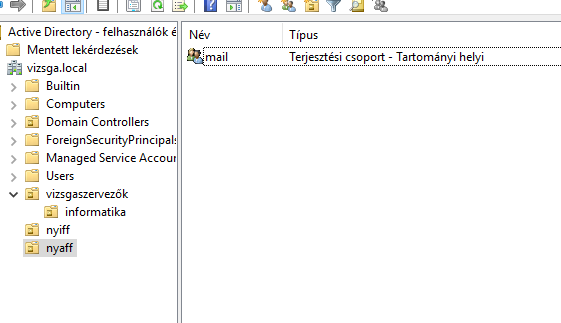 Active Directory - felhasználók é
Mentett lekérdezések
vizsga.local
Builtin
Computers
Domain Controllers
ForeignSecurityPrincipals
Managed Service Accour
Users
vizsgaszervezők
informatika
nyiff
nyaff
Név Típus
mail Terjesztési csoport - Tartományi helyi